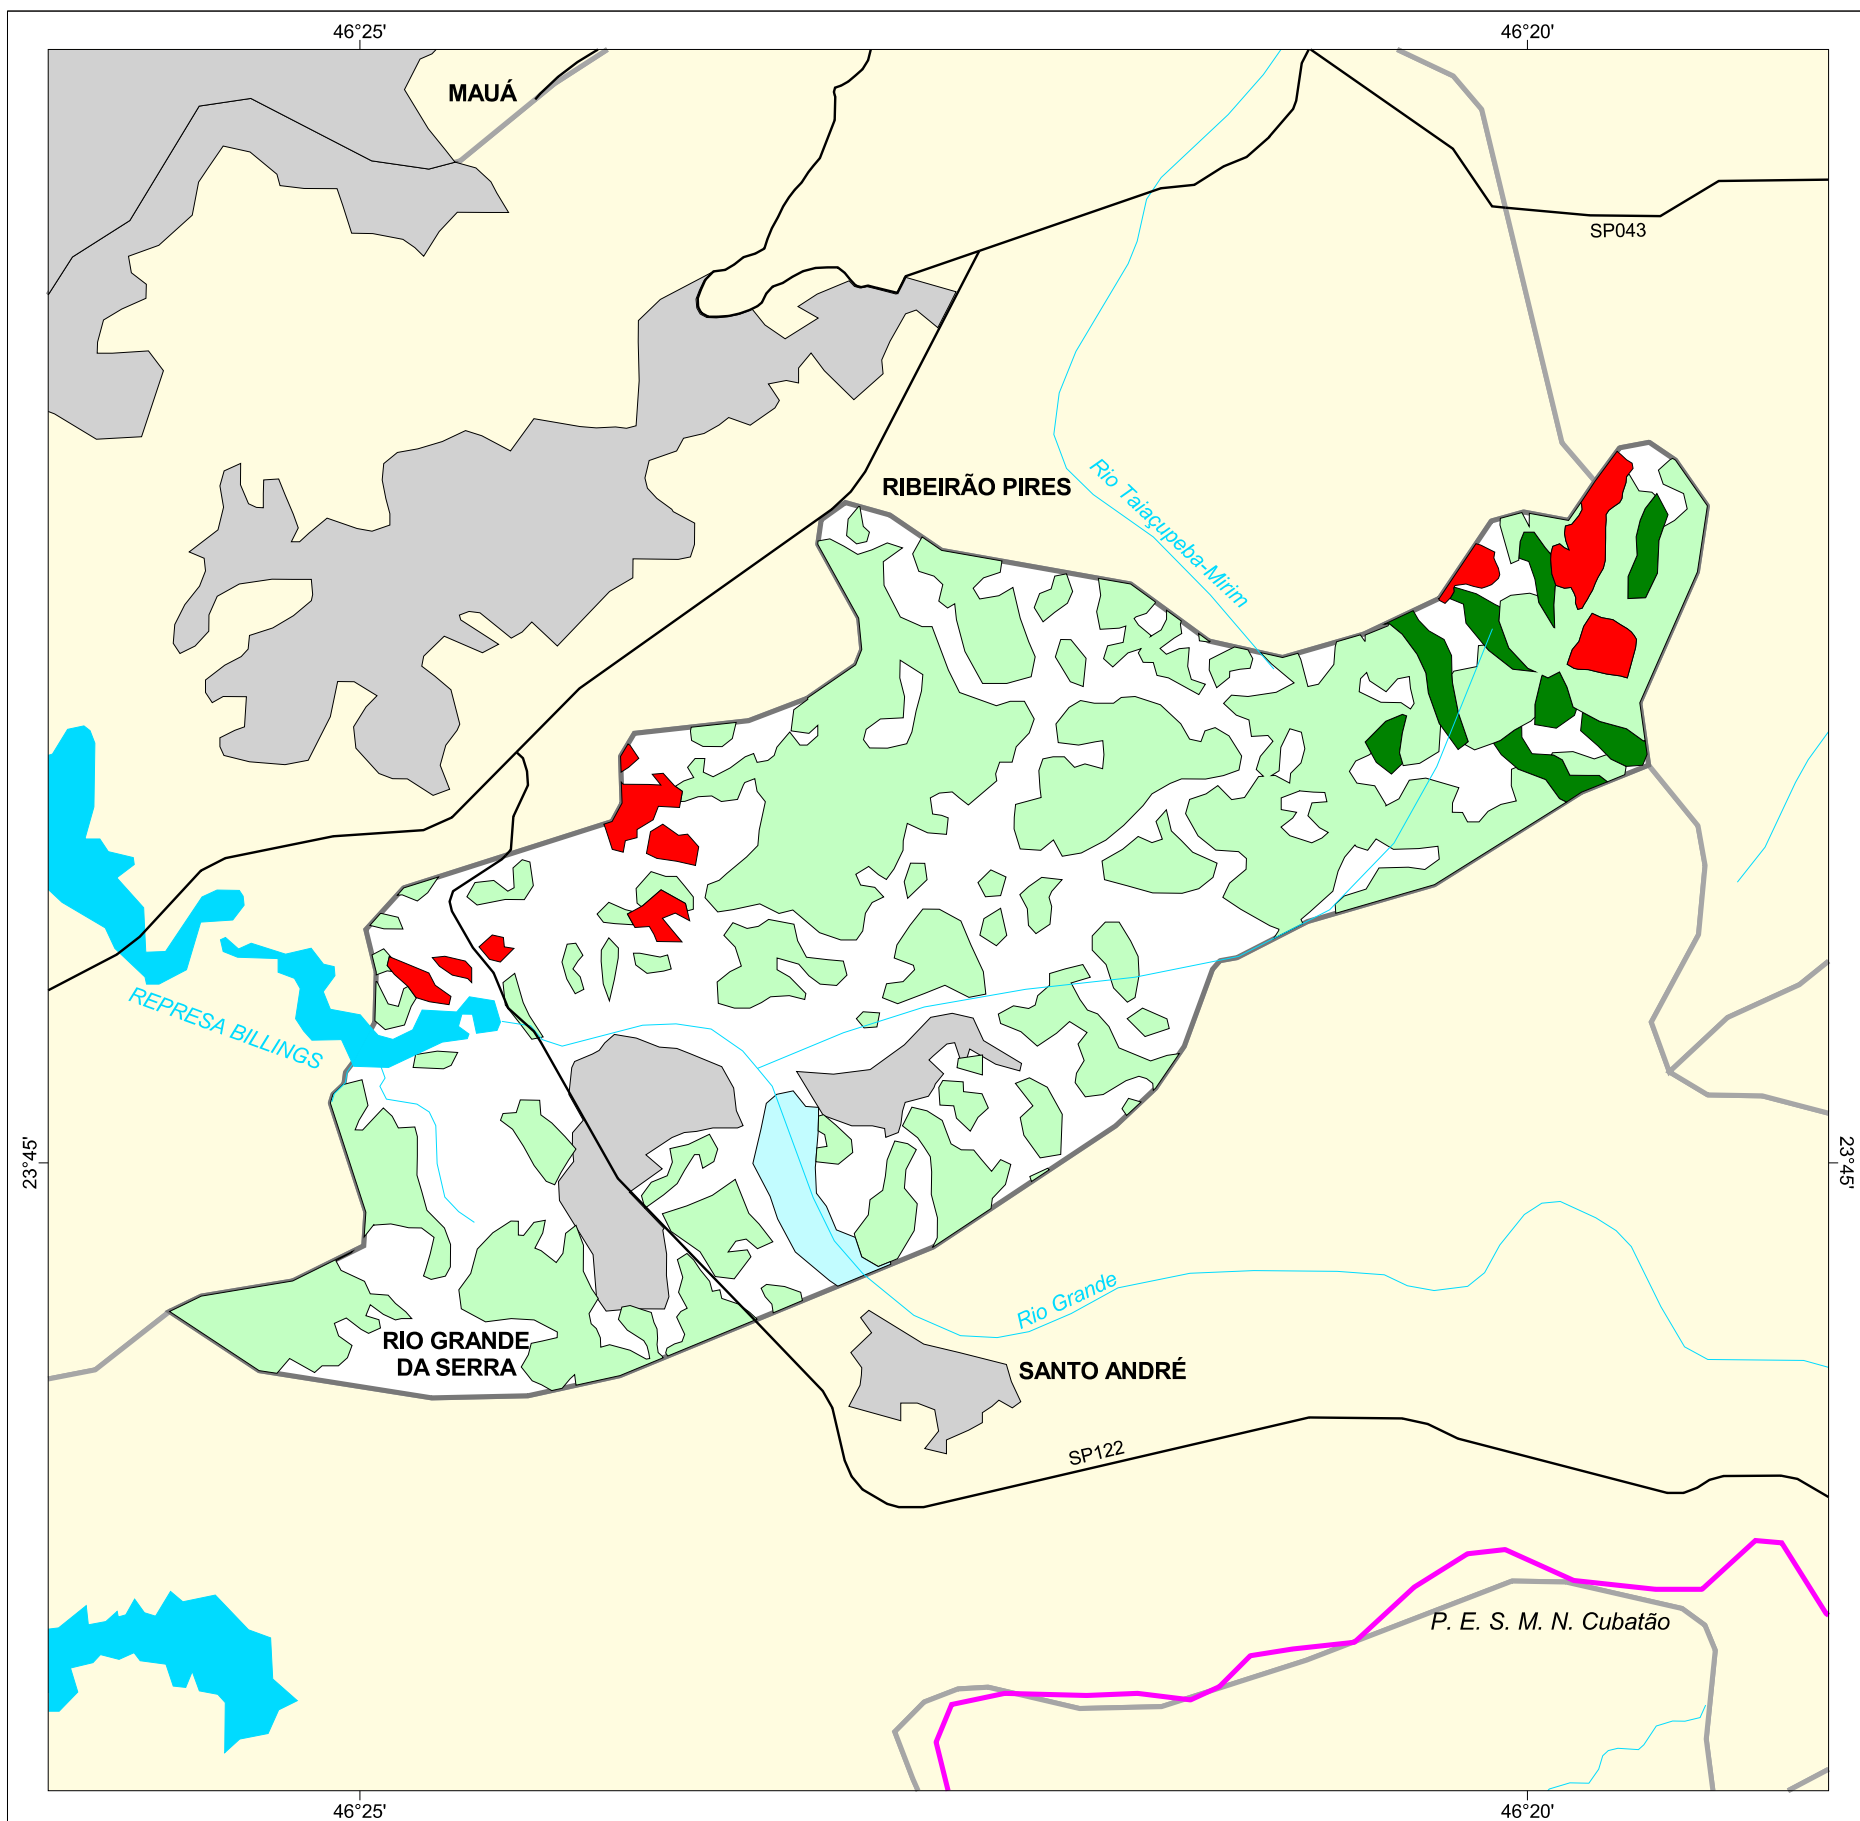 46°25'
46°20'
MAUÁ
SP043
RIBEIRÃO PIRES
Rio Taiaçupeba-Mirim
REPRESA BILLINGS
23°45'
23°45'
Rio Grande
RIO GRANDE
DA SERRA
SANTO ANDRÉ
SP122
P. E. S. M. N. Cubatão
46°25'
46°20'